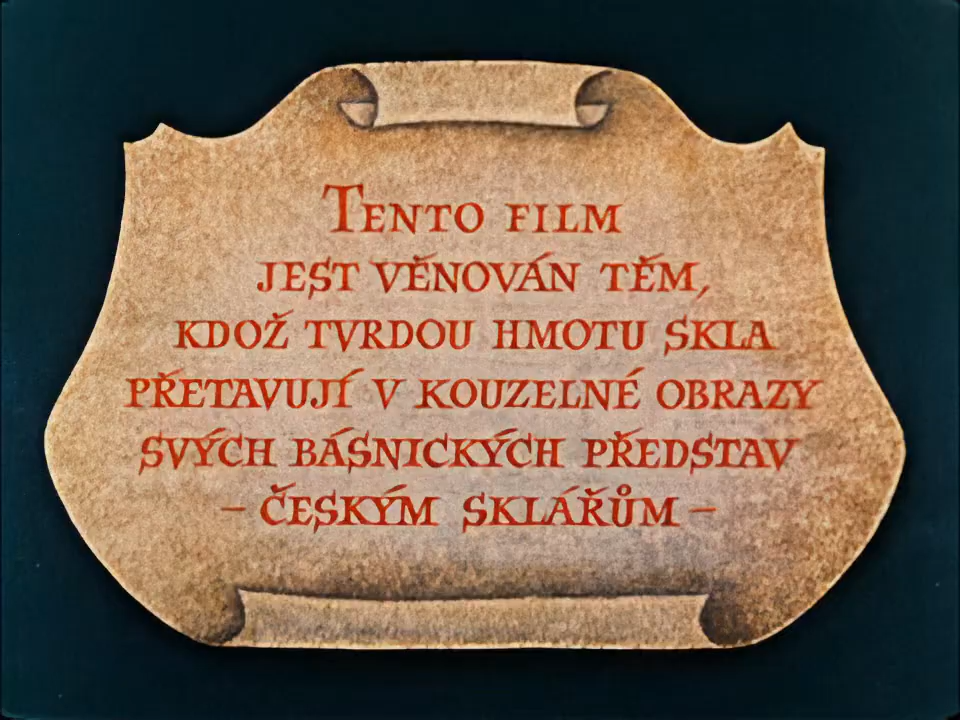 Tento film
jest věnován těm,
kdož tvrdou hmotu skla
přetavují v kouzelné obrazy
svých básnických představ
– českým sklářům –